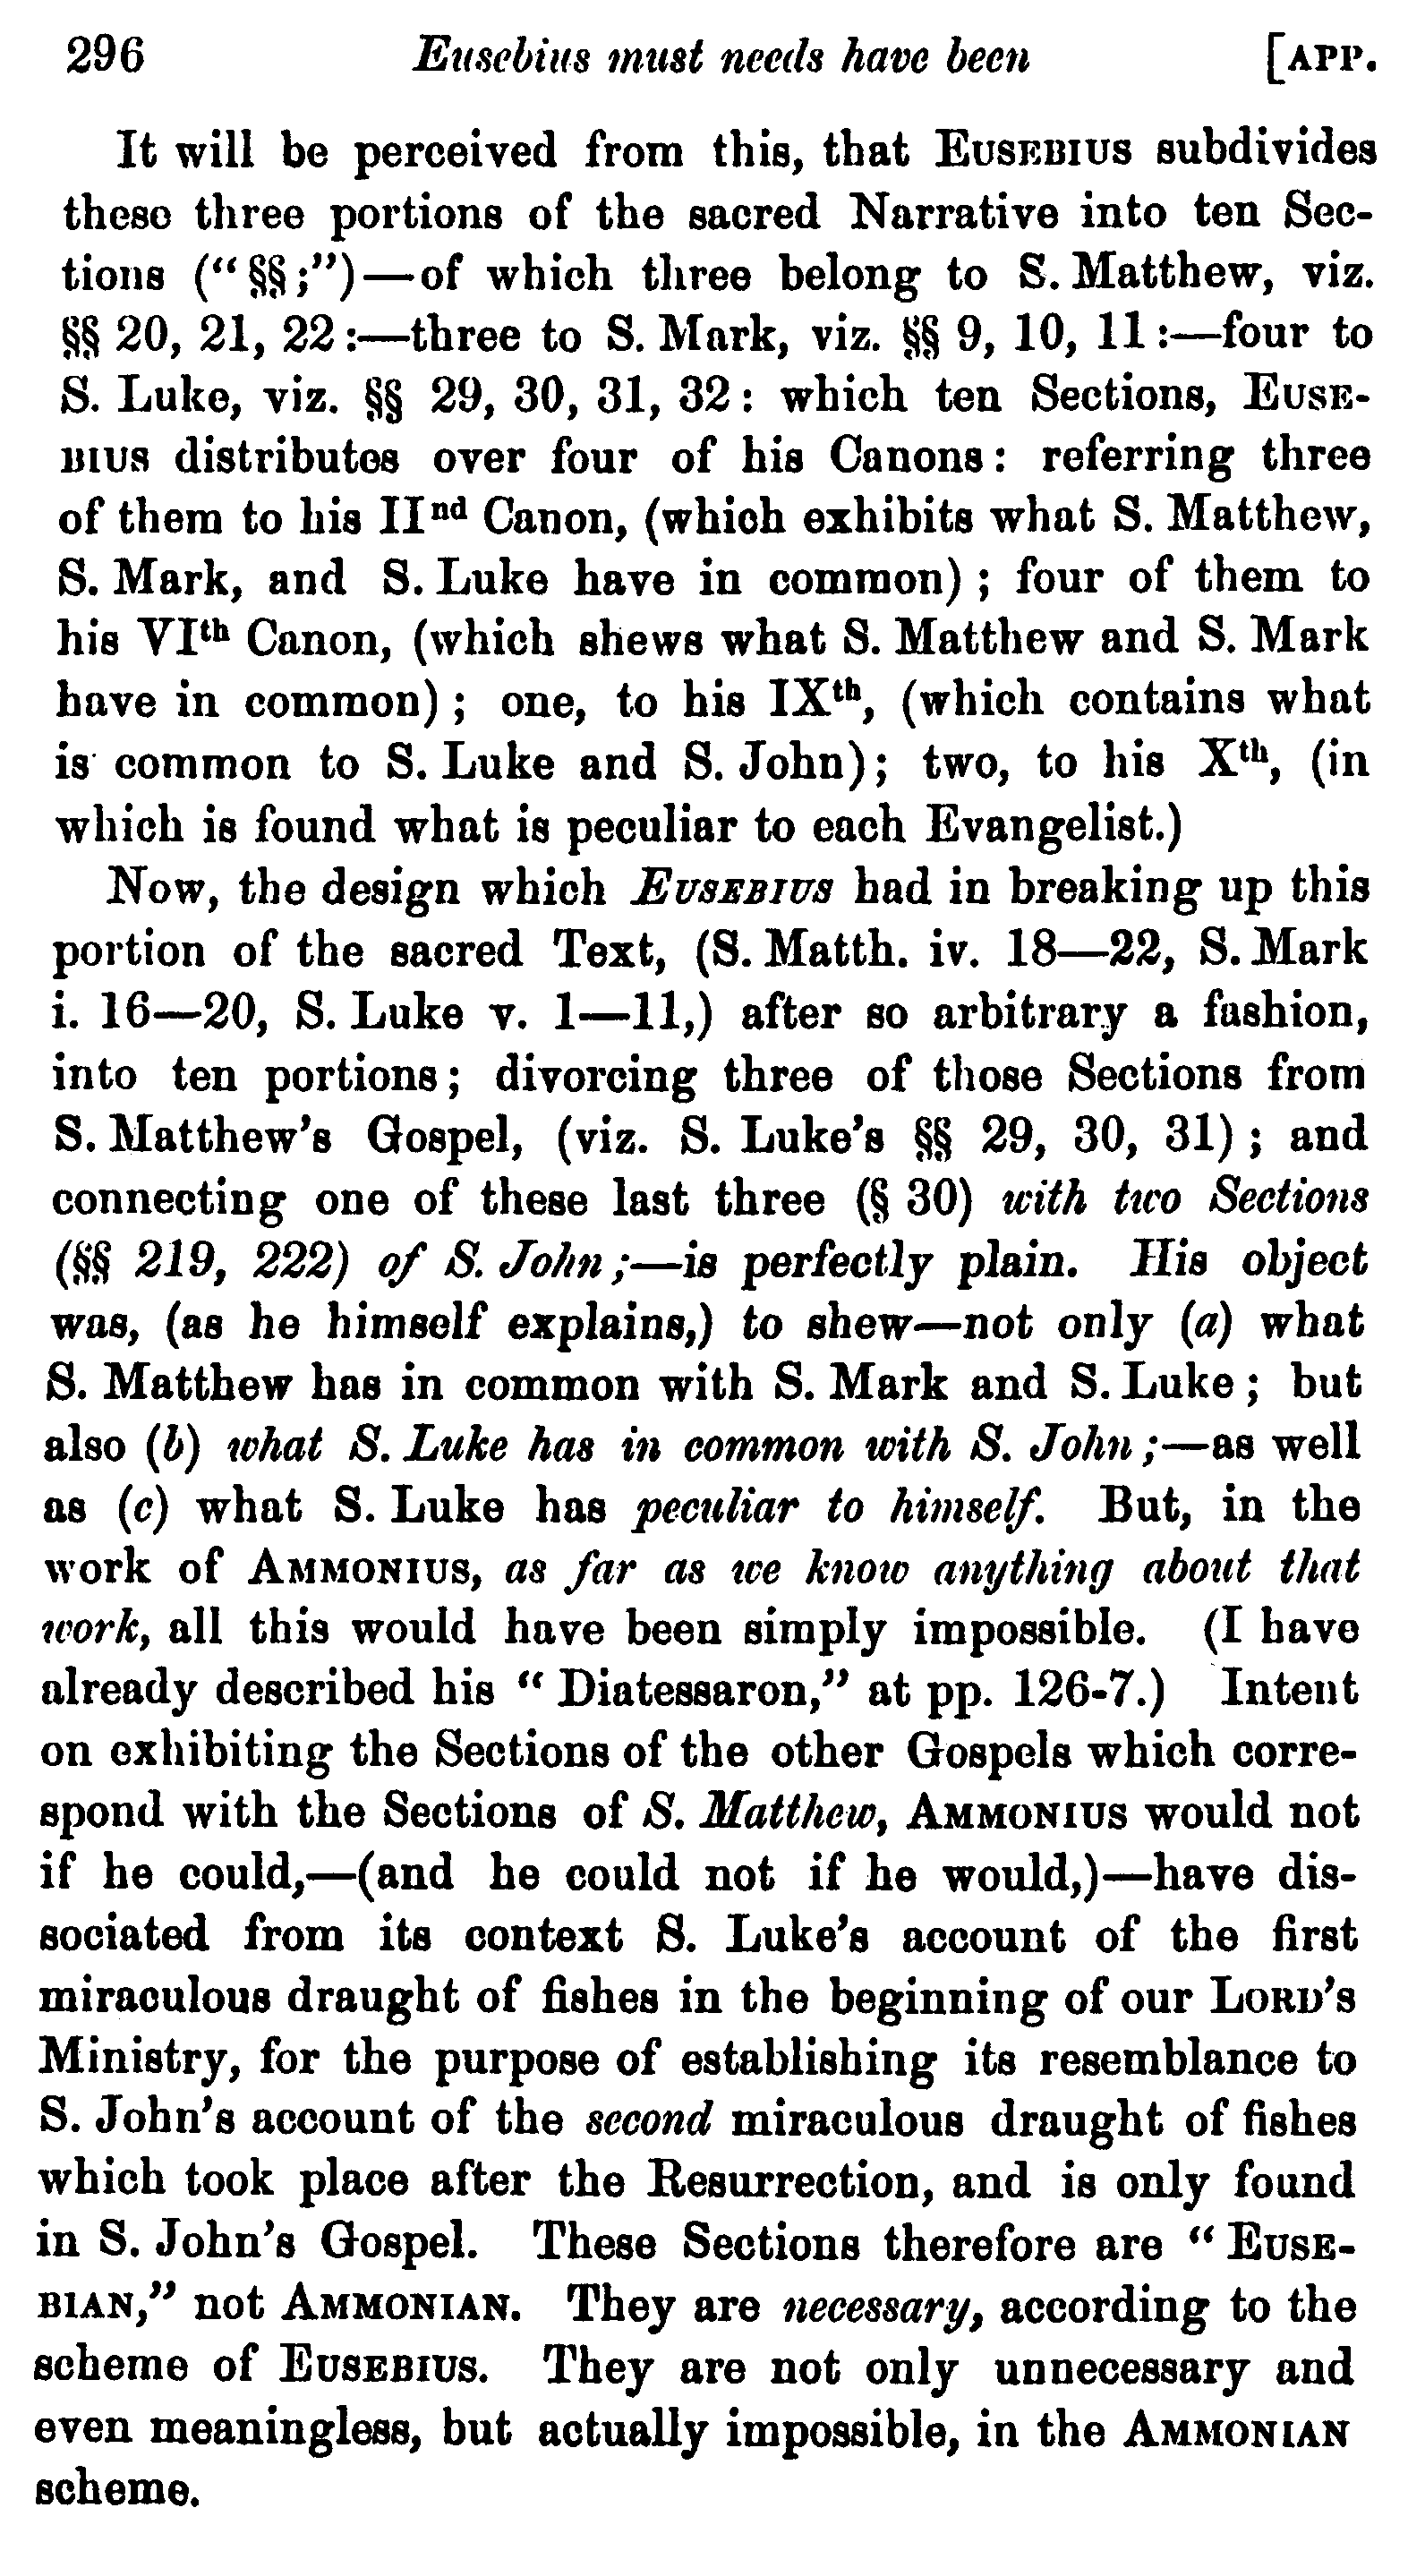 296 Eusebius must needs have been [APP.
It will be perceived from this, that EUSEBIUS subdivides
these three portions of the sacred Narrative into ten Sec-
tions (“§§;”)—of which three belong to S. Matthew, viz.
§§ 20, 21, 22:—three to S. Mark, viz. §§ 9, 10, 11:—four to
S. Luke, viz. §§ 29, 30, 31, 32: which ten Sections, EUSE-
BIUS distributes over four of his Canons: referring three
of them to his IInd Canon, (which exhibits what S. Matthew,
S. Mark, and S. Luke have in common); four of them to
his VIth Canon, (which shews what S. Matthew and S. Mark
have in common); one, to his IXth, (which contains what
is common to S. Luke and S. John); two, to his Xth, (in
which is found what is peculiar to each Evangelist.)
Now, the design which EUSEBIUS had in breaking up this
portion of the sacred Text, (S. Matth. iv. 18—22, S. Mark
i. 16—20, S. Luke v. 1—11,) after so arbitrary a fashion,
into ten portions; divorcing three of those Sections from
S. Matthew’s Gospel, (viz. S. Luke’s §§ 29, 30, 31); and
connecting one of these last three (§ 30) with two Sections
(§§ 219, 222) of S. John;—is perfectly plain. His object
was, (as he himself explains,) to shew—not only (a) what
S. Matthew has in common with S. Mark and S. Luke; but
also (b) what S. Luke has in common with S. John;—as well
as (c) what S. Luke has peculiar to himself. But, in the
work of AMMONIUS, as far as we know anything about that
work, all this would have been simply impossible. (I have
already described his “Diatessaron,” at pp. 126-7.) Intent
on exhibiting the Sections of the other Gospels which corre-
spond with the Sections of S. Matthew, AMMONIUS would not
if he could,—(and he could not if he would,)—have dis-
sociated from its context S. Luke’s account of the first
miraculous draught of fishes in the beginning of our LORD’S
Ministry, for the purpose of establishing its resemblance to
S. John’s account of the second miraculous draught of fishes
which took place after the Resurrection, and is only found
in S. John’s Gospel. These Sections therefore are “EUSE-
BIAN,” not AMMONIAN. They are necessary, according to the
scheme of EUSEBIUS. They are not only unnecessary and
even meaningless, but actually impossible, in the AMMONIAN
scheme.